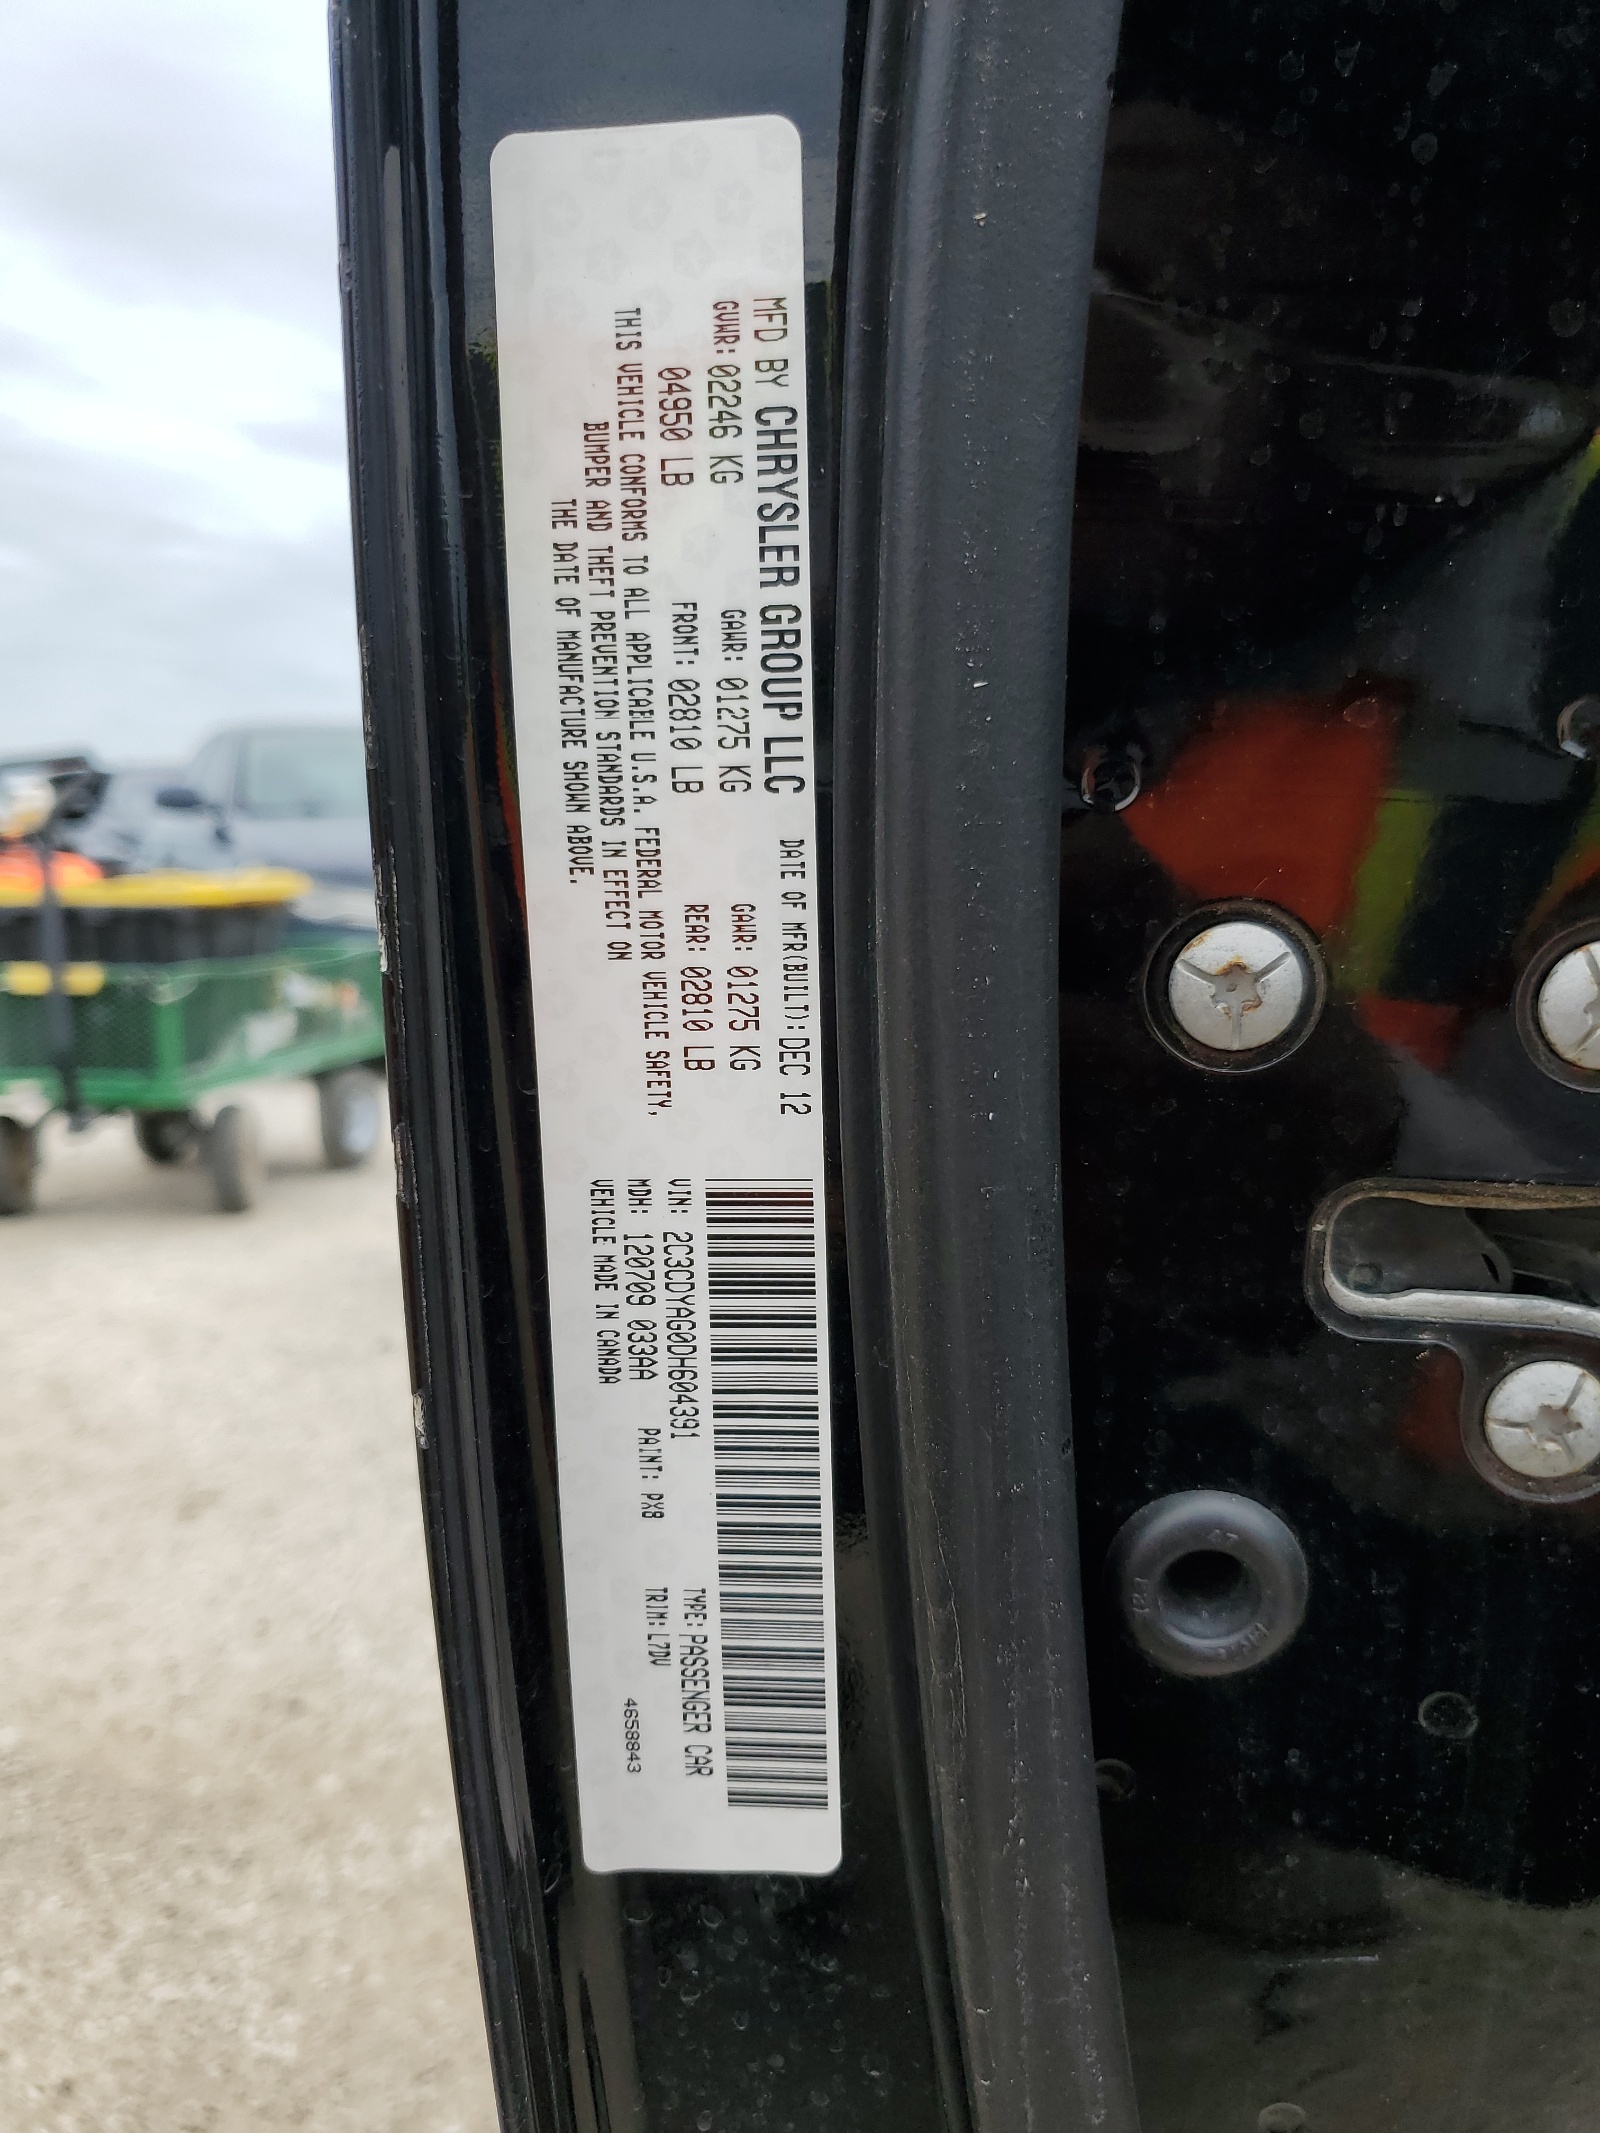 MFD BY CHRYSLER GROUP LLC DATE OF MFR(BUILT): DEC 12
GVWR: 02246 KG GAWR: 01275 KG GAWR: 01275 KG
04950 LB FRONT: 02810 LB REAR: 02810 LB
THIS VEHICLE CONFORMS TO ALL APPLICABLE U.S.A. FEDERAL MOTOR VEHICLE SAFETY,
BUMPER AND THEFT PREVENTION STANDARDS IN EFFECT ON
THE DATE OF MANUFACTURE SHOWN ABOVE.
VIN: 2C3CDYAG0DH604391 TYPE: PASSENGER CAR
MDH: 120709 033AA PAINT: PX8 TRIM: L7DV
VEHICLE MADE IN CANADA 4658843
47